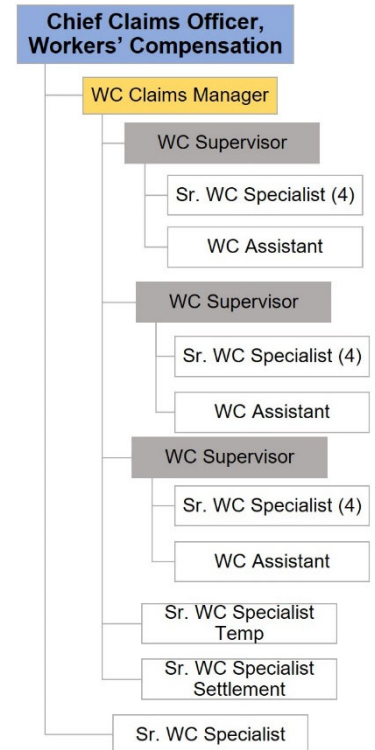 Chief Claims Officer,
Workers’ Compensation
WC Claims Manager
WC Supervisor
Sr. WC Specialist (4)
WC Assistant
WC Supervisor
Sr. WC Specialist (4)
WC Assistant
WC Supervisor
Sr. WC Specialist (4)
WC Assistant
Sr. WC Specialist
Temp
Sr. WC Specialist
Settlement
Sr. WC Specialist